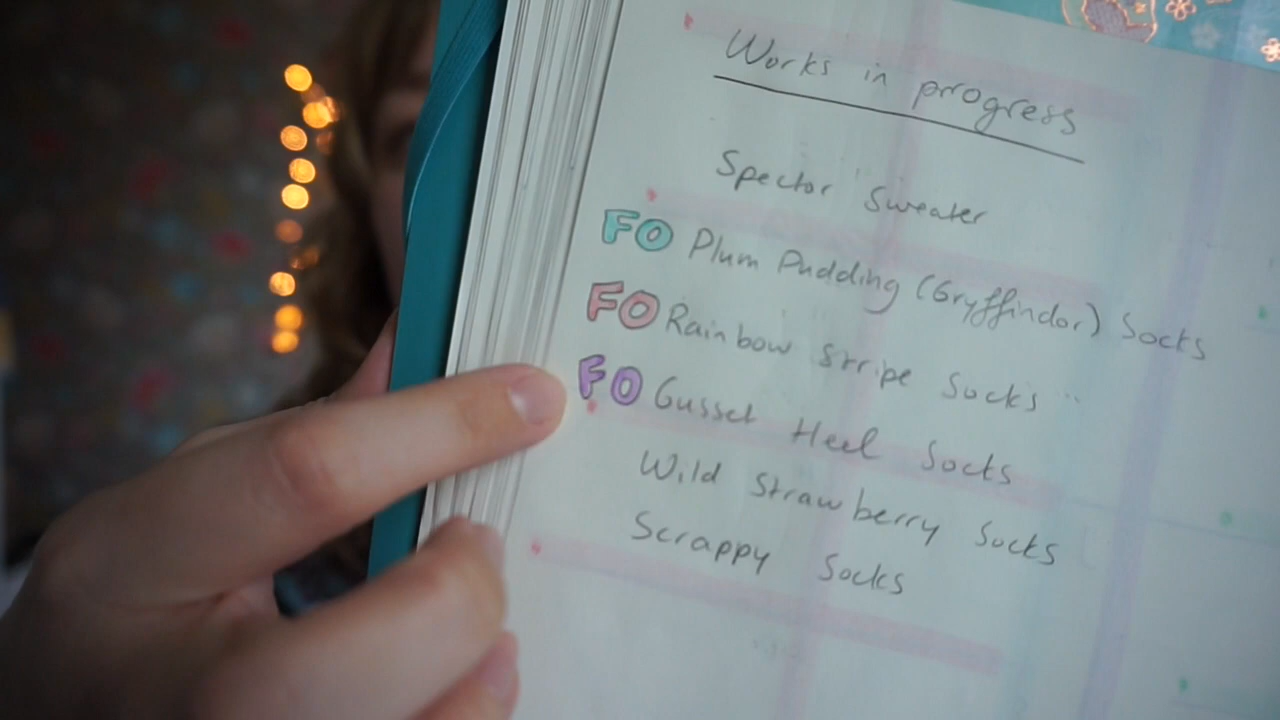 Works in progress
Spector Sweater
FO Plum Pudding (Gryffindor) Socks
FO Rainbow Stripe Socks
FO Gusset Heel Socks
Wild Strawberry Socks
Scrappy Socks